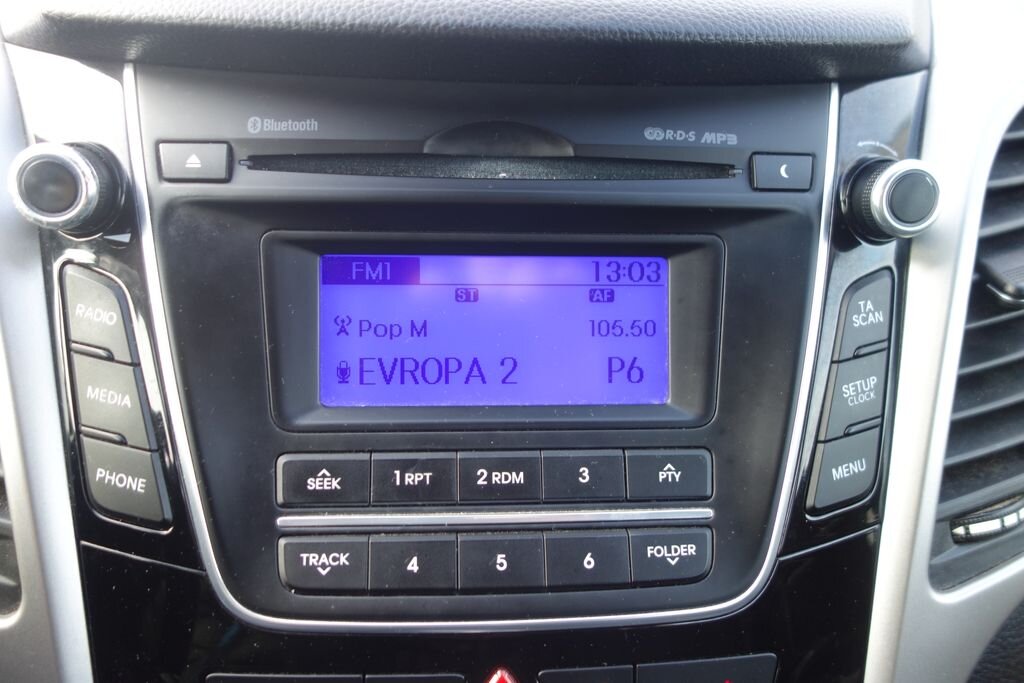 Bluetooth
R·D·S MP3
FM1 13:03
ST AF
Pop M 105.50
EVROPA 2 P6
RADIO
MEDIA
PHONE
TA
SCAN
SETUP
CLOCK
MENU
SEEK 1 RPT 2 RDM 3 PTY
TRACK 4 5 6 FOLDER